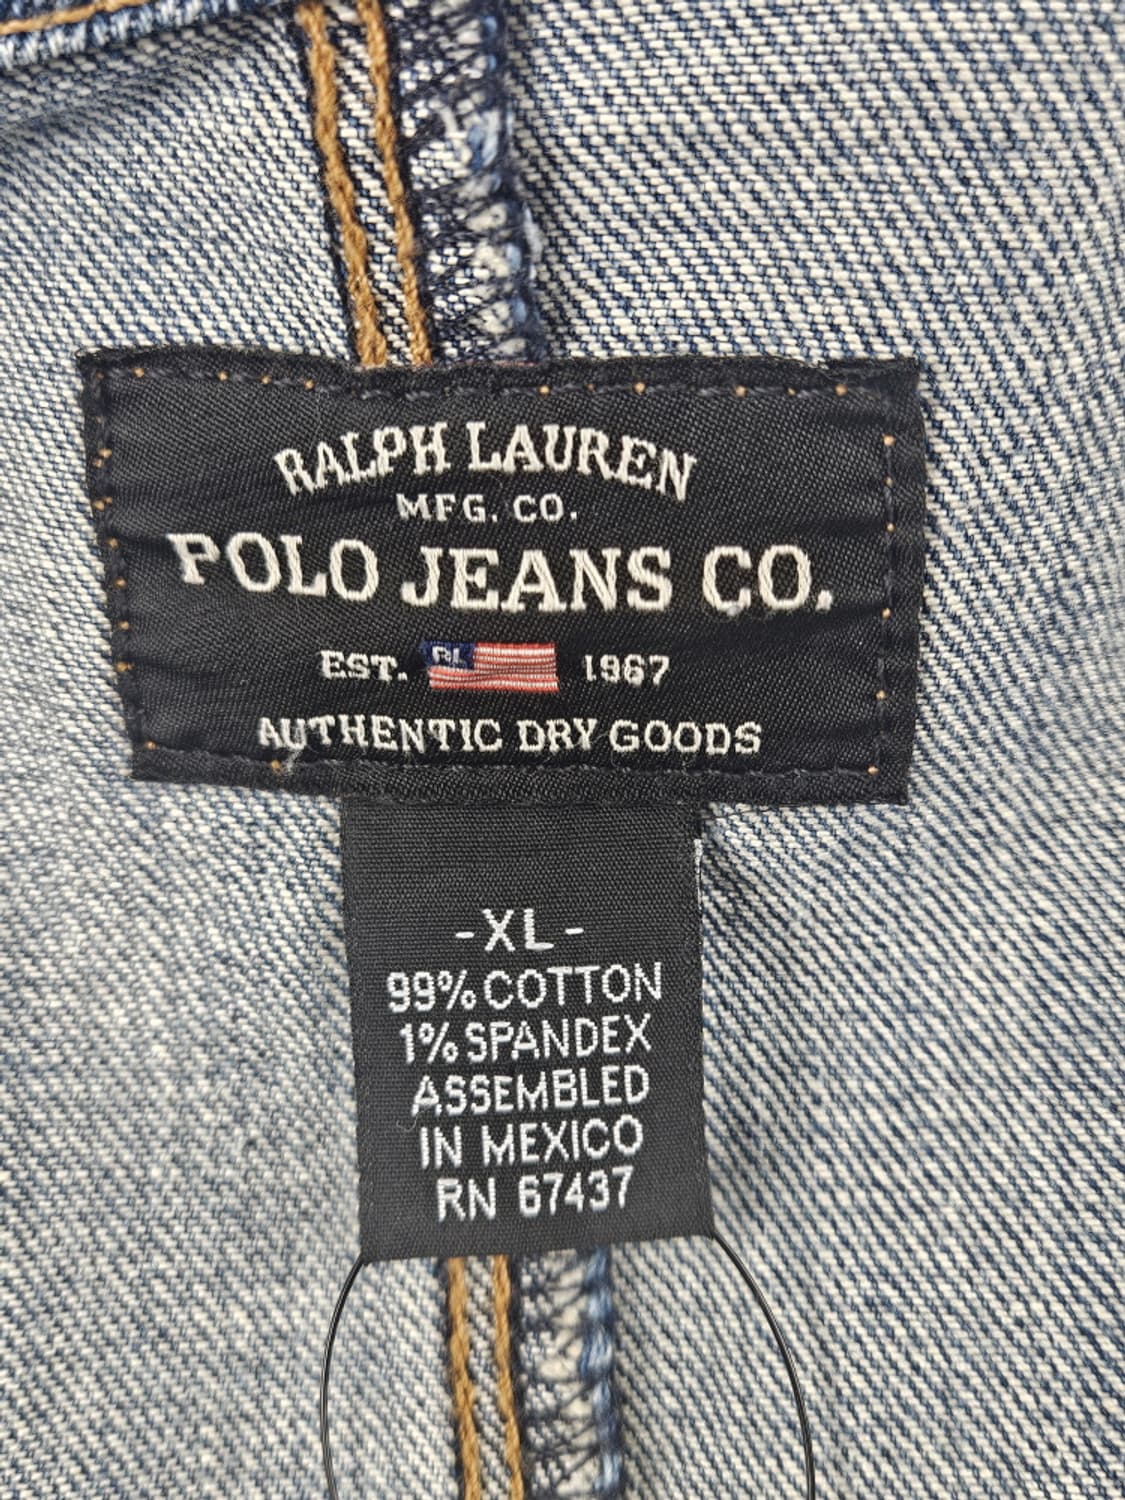 RALPH LAUREN
MFG. CO.
POLO JEANS CO.
EST. RL 1967
AUTHENTIC DRY GOODS
-XL-
99% COTTON
1% SPANDEX
ASSEMBLED
IN MEXICO
RN 67437